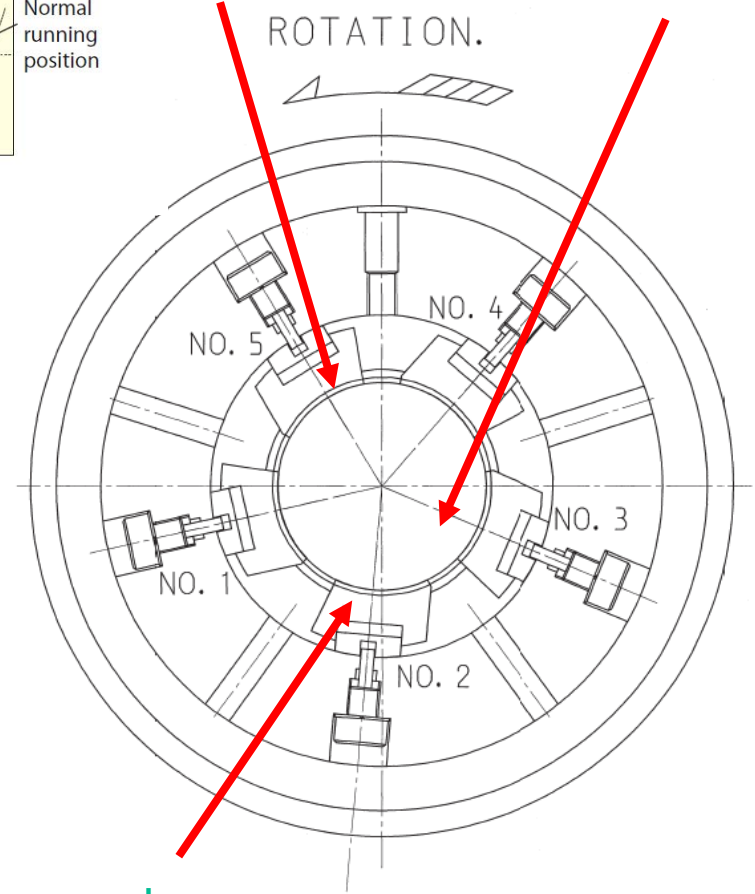 Normal
running
position
ROTATION.
NO. 4
NO. 5
NO. 3
NO. 1
NO. 2